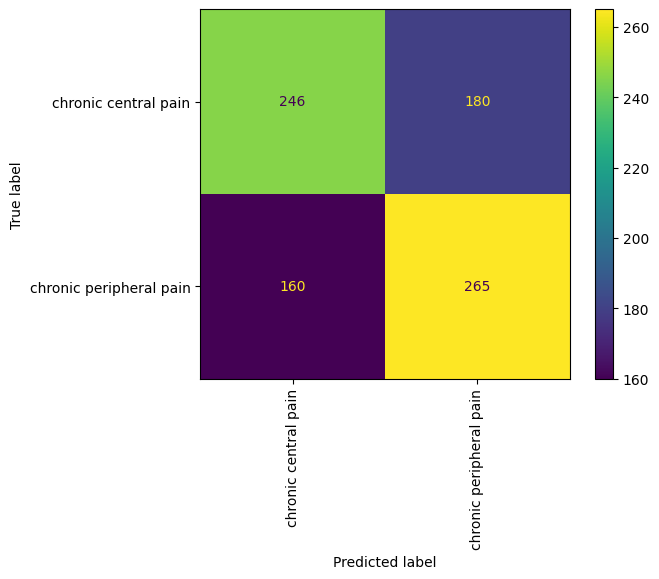 True label
chronic central pain
chronic peripheral pain
246
180
160
265
chronic central pain
chronic peripheral pain
Predicted label
260
240
220
200
180
160